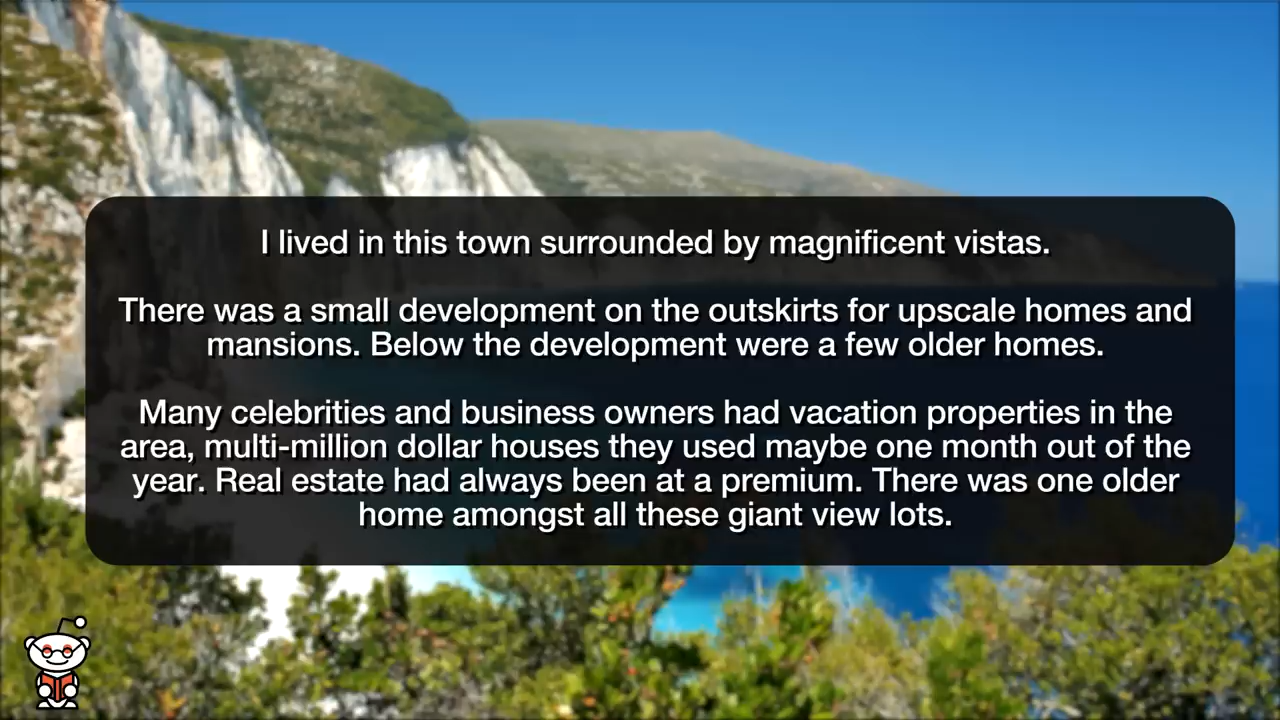 I lived in this town surrounded by magnificent vistas.
There was a small development on the outskirts for upscale homes and
mansions. Below the development were a few older homes.
Many celebrities and business owners had vacation properties in the
area, multi-million dollar houses they used maybe one month out of the
year. Real estate had always been at a premium. There was one older
home amongst all these giant view lots.